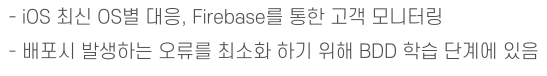 - iOS 최신 OS별 대응, Firebase를 통한 고객 모니터링
- 배포시 발생하는 오류를 최소화 하기 위해 BDD 학습 단계에 있음